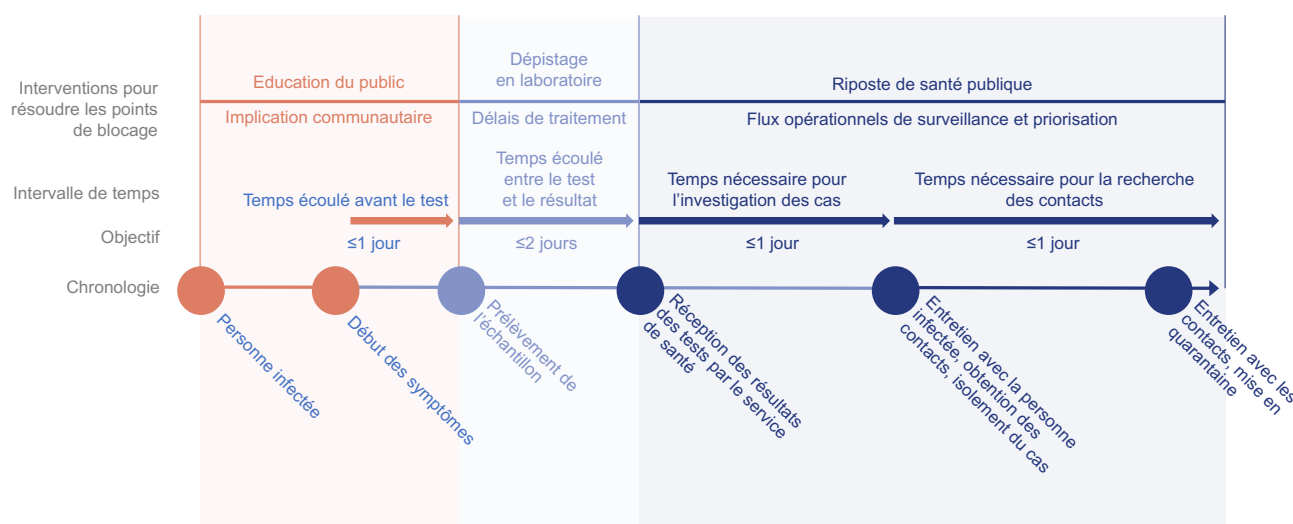 Interventions pour
résoudre les points
de blocage
Education du public
Implication communautaire
Dépistage
en laboratoire
Délais de traitement
Riposte de santé publique
Flux opérationnels de surveillance et priorisation
Intervalle de temps
Temps écoulé avant le test
Temps écoulé
entre le test
et le résultat
Temps nécessaire pour
l'investigation des cas
Temps nécessaire pour la recherche
des contacts
Objectif
≤1 jour
≤2 jours
≤1 jour
≤1 jour
Chronologie
Personne infectée
Début des symptômes
Prélèvement de
l'échantillon
Réception des résultats
des tests par le service
de santé
Entretien avec la personne
infectée, obtention des
contacts, isolement du cas
Entretien avec les
contacts, mise en
quarantaine